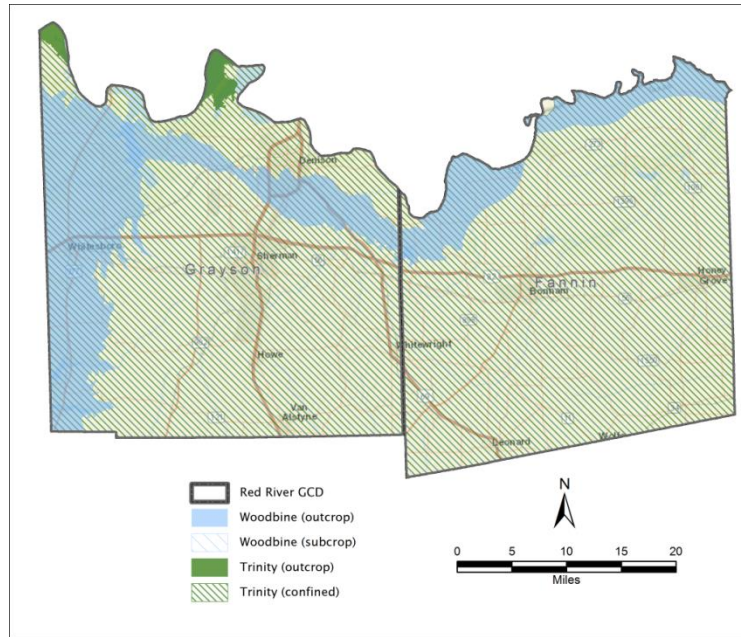 Denison
Whitesboro
Sherman
Grayson
Fannin
Bonham
Honey
Grove
Howe
Whitewright
Van
Alstyne
Leonard
Red River GCD
Woodbine (outcrop)
Woodbine (subcrop)
Trinity (outcrop)
Trinity (confined)
N
0 5 10 15 20
Miles